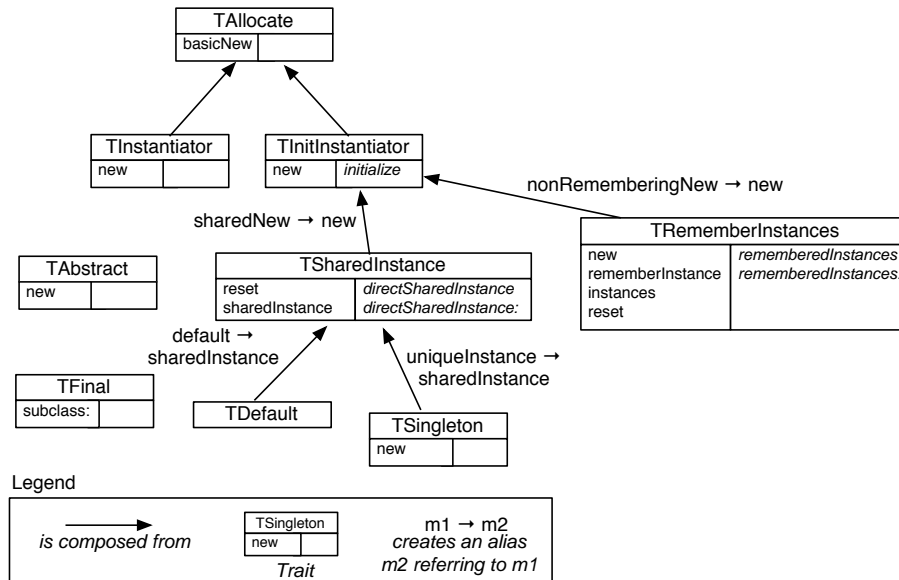 TAllocate
basicNew
TInstantiator
new
TInitInstantiator
new initialize
nonRememberingNew → new
sharedNew → new
TRememberInstances
new rememberedInstances
rememberInstance rememberedInstances:
instances
reset
TAbstract
new
TSharedInstance
reset directSharedInstance
sharedInstance directSharedInstance:
default →
sharedInstance
uniqueInstance →
sharedInstance
TFinal
subclass:
TDefault
TSingleton
new
Legend
is composed from
TSingleton
new
Trait
m1 → m2
creates an alias
m2 referring to m1